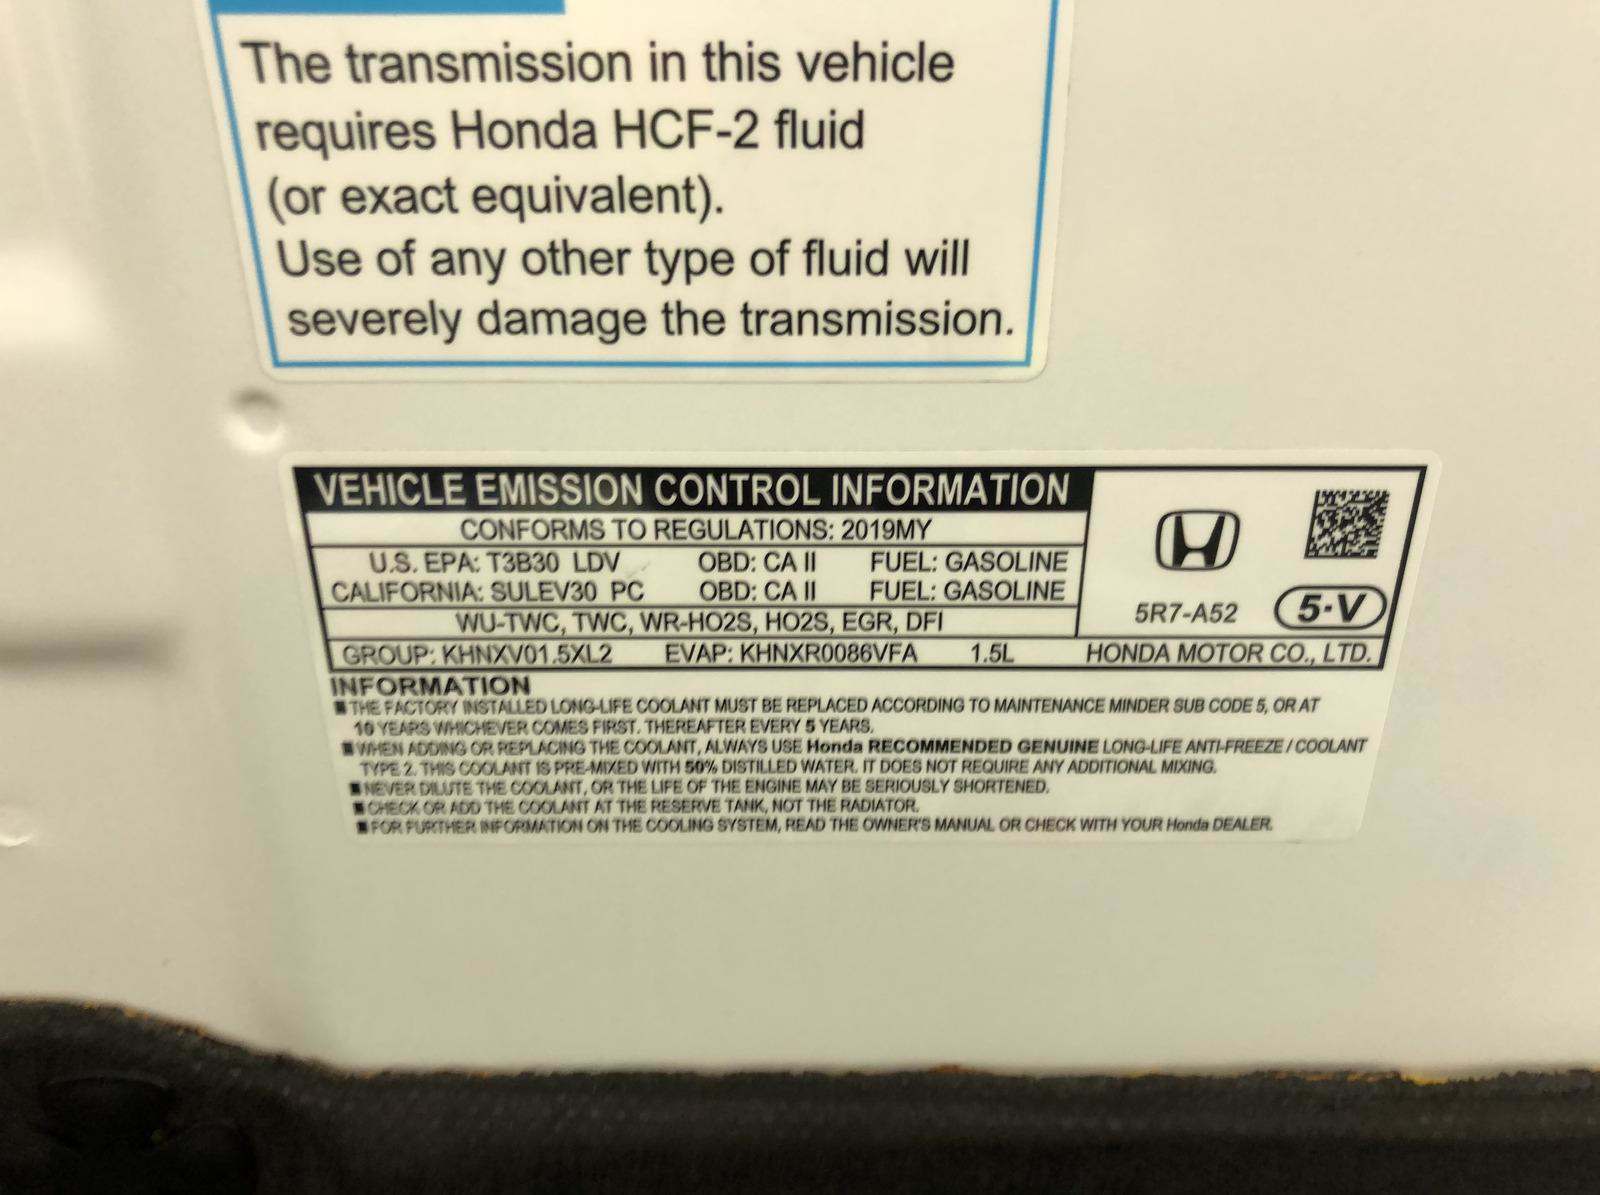 The transmission in this vehicle
requires Honda HCF-2 fluid
(or exact equivalent).
Use of any other type of fluid will
severely damage the transmission.
VEHICLE EMISSION CONTROL INFORMATION
CONFORMS TO REGULATIONS: 2019MY
U.S. EPA: T3B30 LDV OBD: CA II FUEL: GASOLINE
CALIFORNIA: SULEV30 PC OBD: CA II FUEL: GASOLINE
WU-TWC, TWC, WR-HO2S, HO2S, EGR, DFI
5R7-A52 5·V
GROUP: KHNXV01.5XL2 EVAP: KHNXR0086VFA 1.5L HONDA MOTOR CO., LTD.
INFORMATION
■ THE FACTORY INSTALLED LONG-LIFE COOLANT MUST BE REPLACED ACCORDING TO MAINTENANCE MINDER SUB CODE 5, OR AT
10 YEARS WHICHEVER COMES FIRST. THEREAFTER EVERY 5 YEARS.
■ WHEN ADDING OR REPLACING THE COOLANT, ALWAYS USE Honda RECOMMENDED GENUINE LONG-LIFE ANTI-FREEZE / COOLANT
TYPE 2. THIS COOLANT IS PRE-MIXED WITH 50% DISTILLED WATER. IT DOES NOT REQUIRE ANY ADDITIONAL MIXING.
■ NEVER DILUTE THE COOLANT, OR THE LIFE OF THE ENGINE MAY BE SERIOUSLY SHORTENED.
■ CHECK OR ADD THE COOLANT AT THE RESERVE TANK, NOT THE RADIATOR.
■ FOR FURTHER INFORMATION ON THE COOLING SYSTEM, READ THE OWNER'S MANUAL OR CHECK WITH YOUR Honda DEALER.